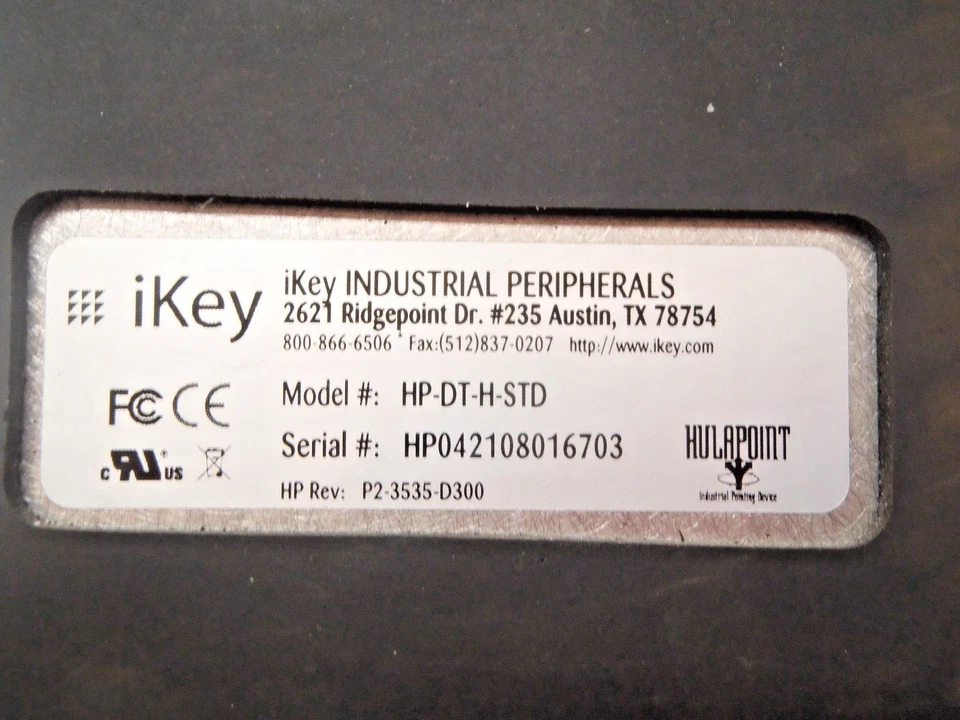 iKey
iKey INDUSTRIAL PERIPHERALS
2621 Ridgepoint Dr. #235 Austin, TX 78754
800-866-6506 * Fax:(512)837-0207 http://www.ikey.com
FC CE
Model #: HP-DT-H-STD
c RU ® US
Serial #: HP042108016703
HULAPOINT
Industrial Pointing Device
HP Rev: P2-3535-D300